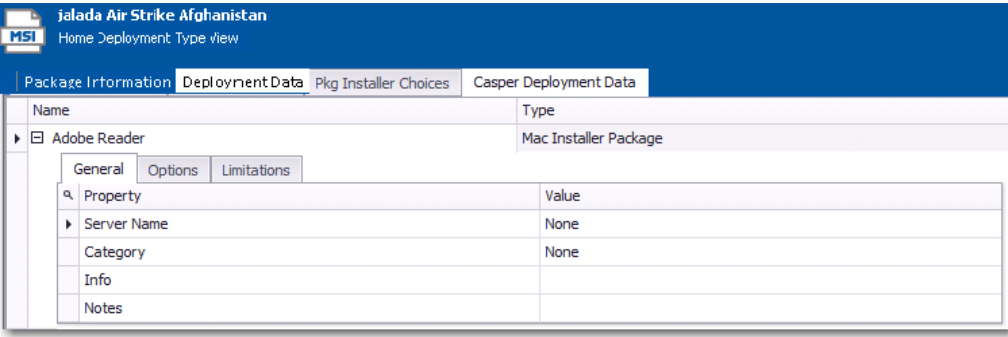 jalada Air Strike Afghanistan
MSI
Home Deployment Type View
Package Information Deployment Data Pkg Installer Choices Casper Deployment Data
Name Type
Adobe Reader Mac Installer Package
General Options Limitations
Property Value
Server Name None
Category None
Info
Notes